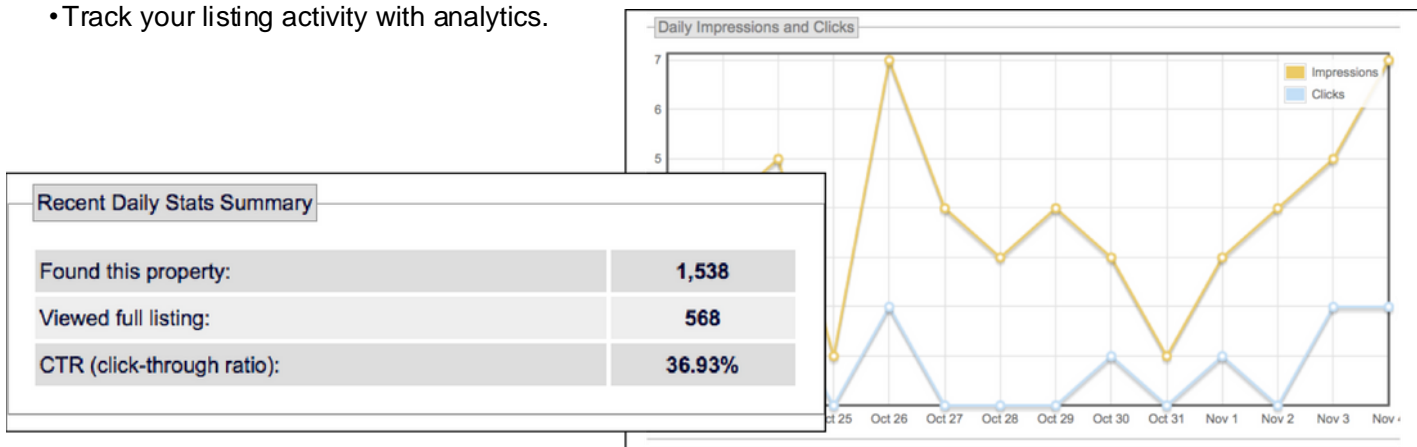 •Track your listing activity with analytics.
Daily Impressions and Clicks
7
6
5
Impressions
Clicks
Recent Daily Stats Summary
Found this property: 1,538
Viewed full listing: 568
CTR (click-through ratio): 36.93%
25 Oct 26 Oct 27 Oct 28 Oct 29 Oct 30 Oct 31 Nov 1 Nov 2 Nov 3 Nov